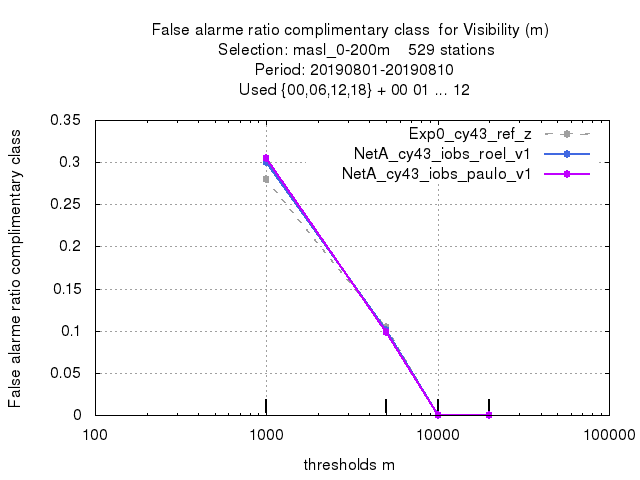 False alarme ratio complimentary class  for Visibility (m)
Selection: masl_0-200m    529 stations
Period: 20190801-20190810
Used {00,06,12,18} + 00 01 ... 12
Exp0_cy43_ref_z
NetA_cy43_iobs_roel_v1
NetA_cy43_iobs_paulo_v1
False alarme ratio complimentary class
0.35
0.3
0.25
0.2
0.15
0.1
0.05
0
100
1000
10000
100000
thresholds m